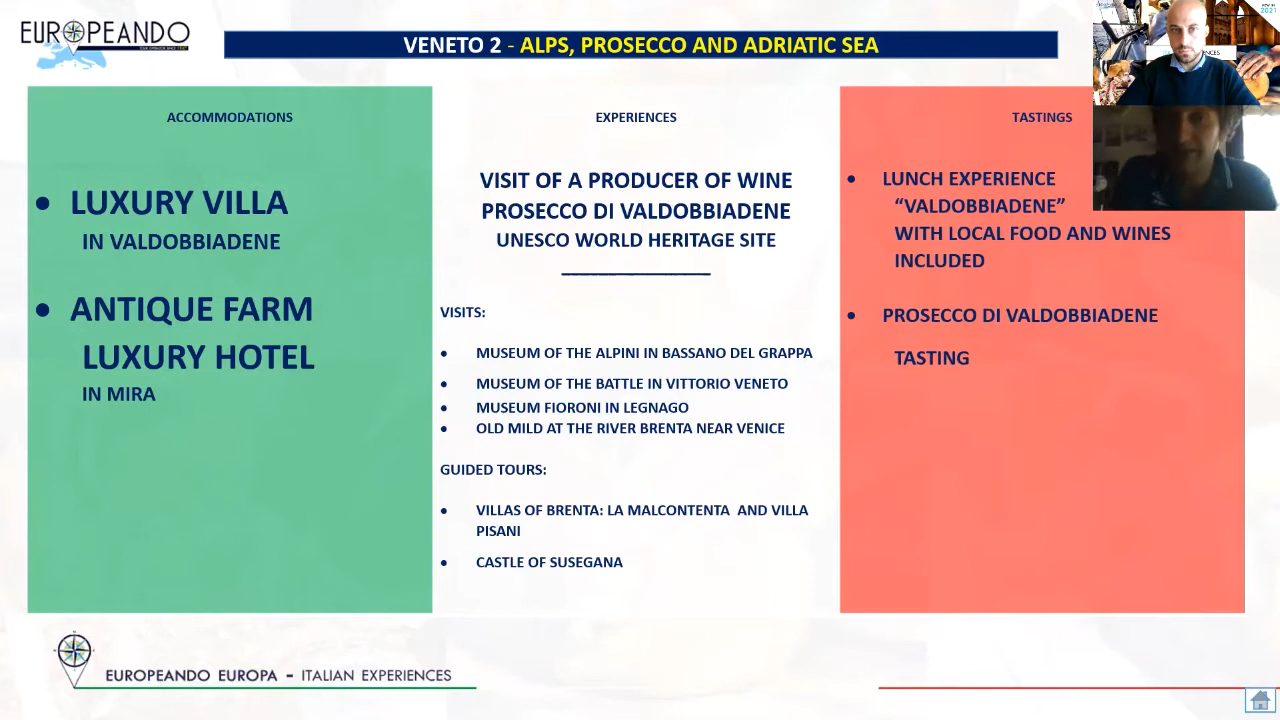 EUROPEANDO
VENETO 2 - ALPS, PROSECCO AND ADRIATIC SEA
2021
ACCOMMODATIONS
• LUXURY VILLA
IN VALDOBBIADENE
• ANTIQUE FARM
LUXURY HOTEL
IN MIRA
EXPERIENCES
VISIT OF A PRODUCER OF WINE
PROSECCO DI VALDOBBIADENE
UNESCO WORLD HERITAGE SITE
VISITS:
• MUSEUM OF THE ALPINI IN BASSANO DEL GRAPPA
• MUSEUM OF THE BATTLE IN VITTORIO VENETO
• MUSEUM FIORONI IN LEGNAGO
• OLD MILD AT THE RIVER BRENTA NEAR VENICE
GUIDED TOURS:
• VILLAS OF BRENTA: LA MALCONTENTA AND VILLA
PISANI
• CASTLE OF SUSEGANA
TASTINGS
• LUNCH EXPERIENCE
“VALDOBBIADENE”
WITH LOCAL FOOD AND WINES
INCLUDED
• PROSECCO DI VALDOBBIADENE
TASTING
EUROPEANDO EUROPA – ITALIAN EXPERIENCES